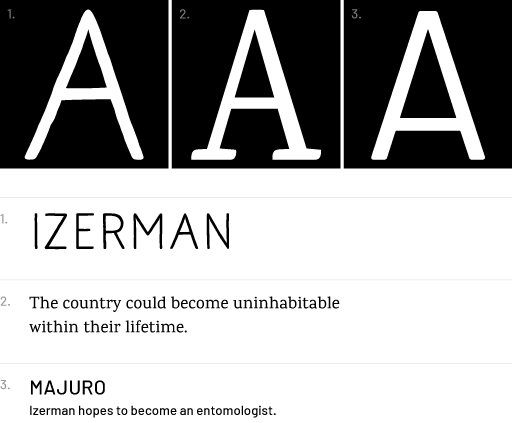 1.
2.
3.
A
A
A
1.
IZERMAN
2.
The country could become uninhabitable
within their lifetime.
3.
MAJURO
Izerman hopes to become an entomologist.